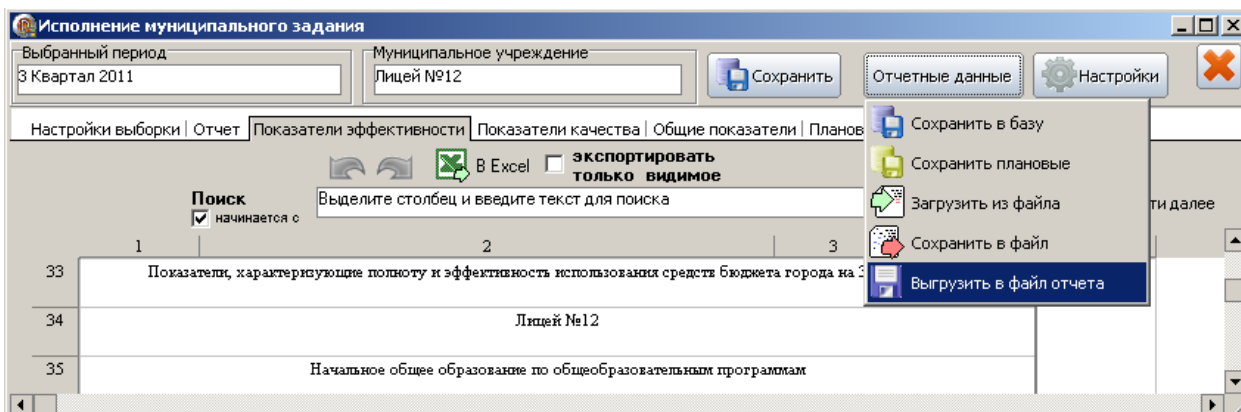 Исполнение муниципального задания
Выбранный период
Муниципальное учреждение
3 Квартал 2011
Лицей №12
Сохранить
Отчетные данные
Настройки
Настройки выборки | Отчет | Показатели эффективности | Показатели качества | Общие показатели | Планов
Сохранить в базу
Сохранить плановые
Загрузить из файла
Сохранить в файл
Выгрузить в файл отчета
В Excel
экспортировать
только видимое
Поиск
начинается с
Выделите столбец и введите текст для поиска
ти далее
1 2 3
33 Показатели, характеризующие полноту и эффективность использования средств бюджета города на 3
34 Лицей №12
35 Начальное общее образование по общеобразовательным программам